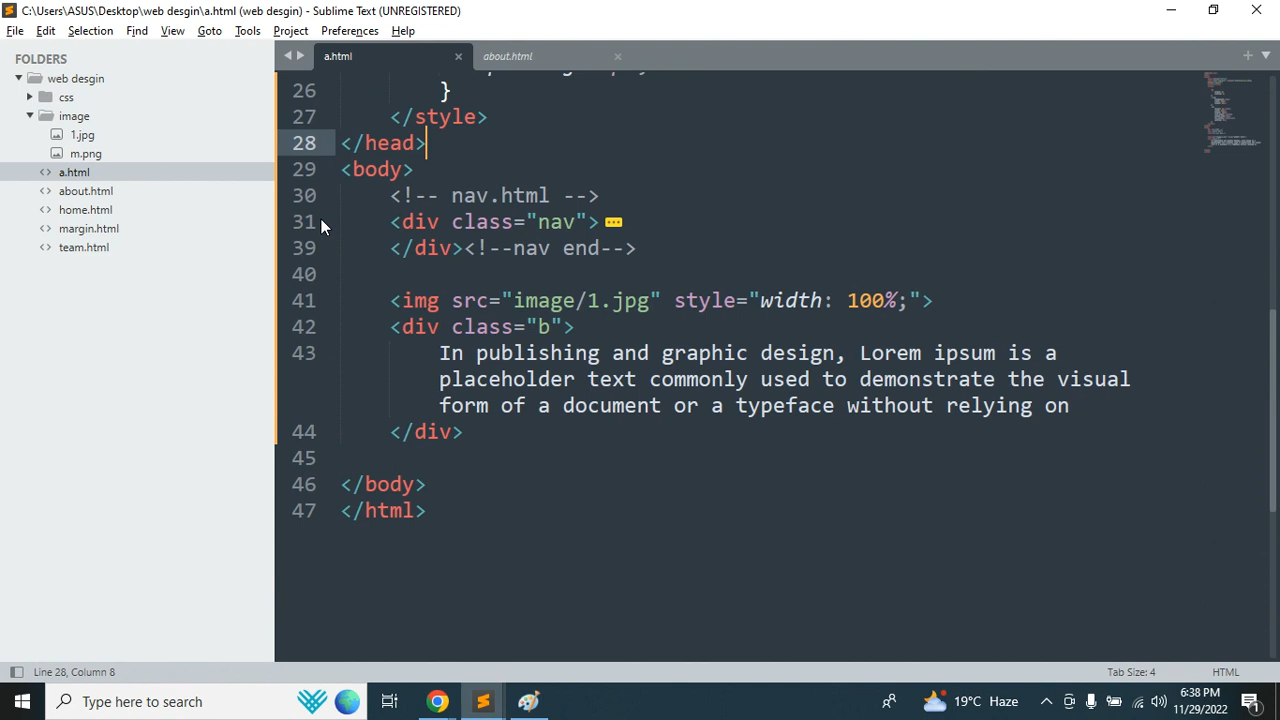 C:\Users\ASUS\Desktop\web desgin\a.html (web desgin) - Sublime Text (UNREGISTERED)
File Edit Selection Find View Goto Tools Project Preferences Help
FOLDERS
web desgin
css
image
1.jpg
m.png
a.html
about.html
home.html
margin.html
team.html
a.html about.html
26 }
27 </style>
28 </head>
29 <body>
30 <!-- nav.html -->
31 <div class="nav">
39 </div><!--nav end-->
40
41 <img src="image/1.jpg" style="width: 100%;">
42 <div class="b">
43 In publishing and graphic design, Lorem ipsum is a
placeholder text commonly used to demonstrate the visual
form of a document or a typeface without relying on
44 </div>
45
46 </body>
47 </html>
Line 28, Column 8 Tab Size: 4 HTML
Type here to search
19°C Haze
6:38 PM
11/29/2022
1